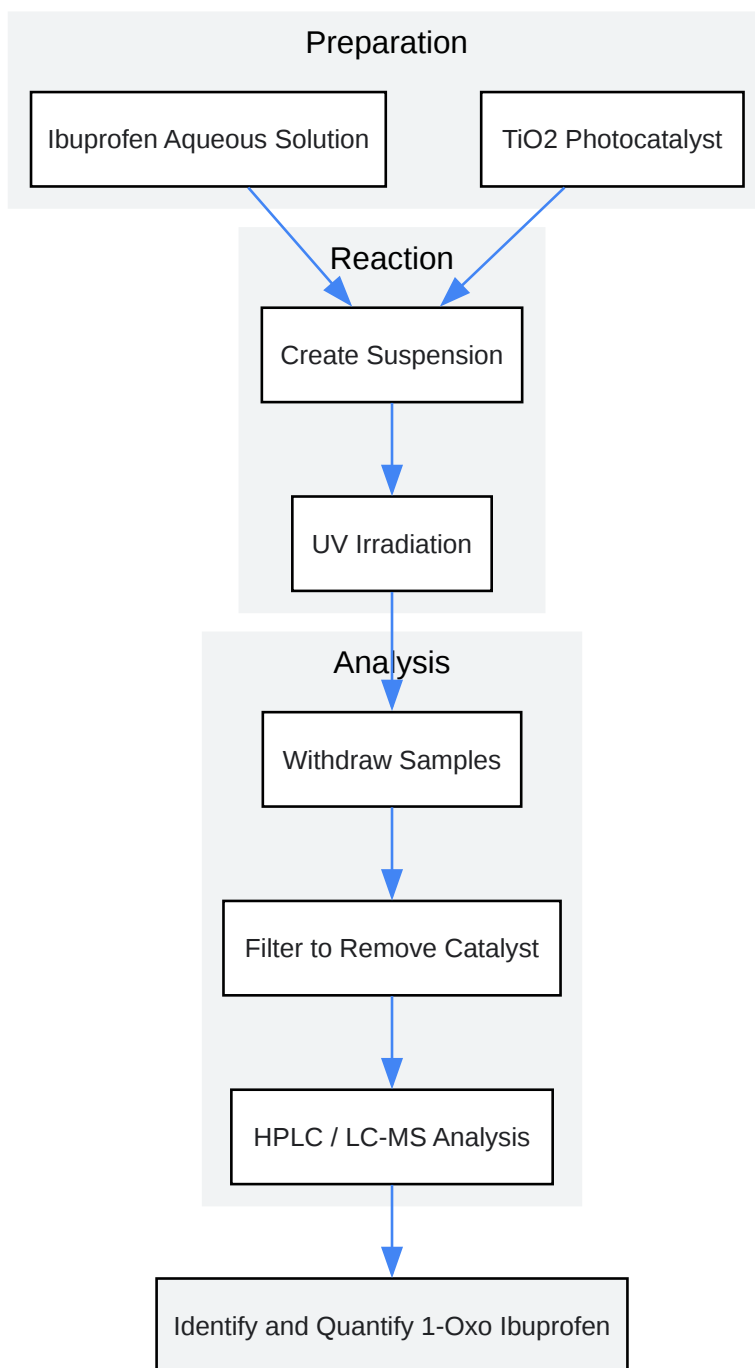 Preparation
Ibuprofen Aqueous Solution
TiO2 Photocatalyst
Reaction
Create Suspension
UV Irradiation
Analysis
Withdraw Samples
Filter to Remove Catalyst
HPLC / LC-MS Analysis
Identify and Quantify 1-Oxo Ibuprofen